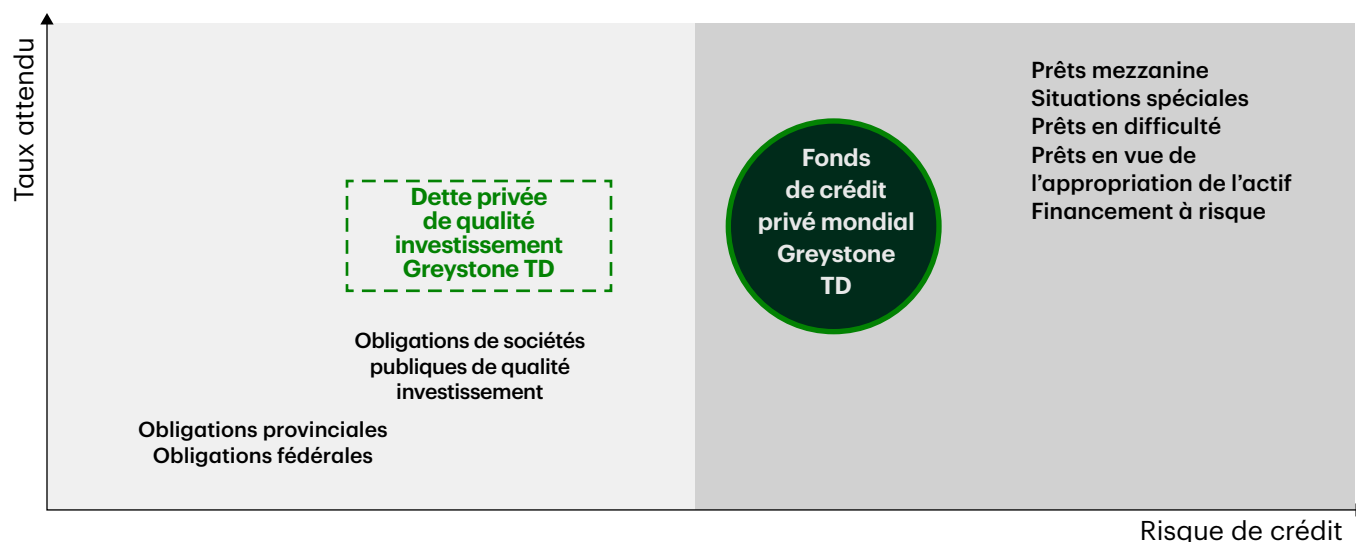 Taux attendu
Prêts mezzanine
Situations spéciales
Prêts en difficulté
Prêts en vue de
l’appropriation de l’actif
Financement à risque
Fonds
de crédit
privé mondial
Greystone
TD
Dette privée
de qualité
investissement
Greystone TD
Obligations de sociétés
publiques de qualité
investissement
Obligations provinciales
Obligations fédérales
Risque de crédit